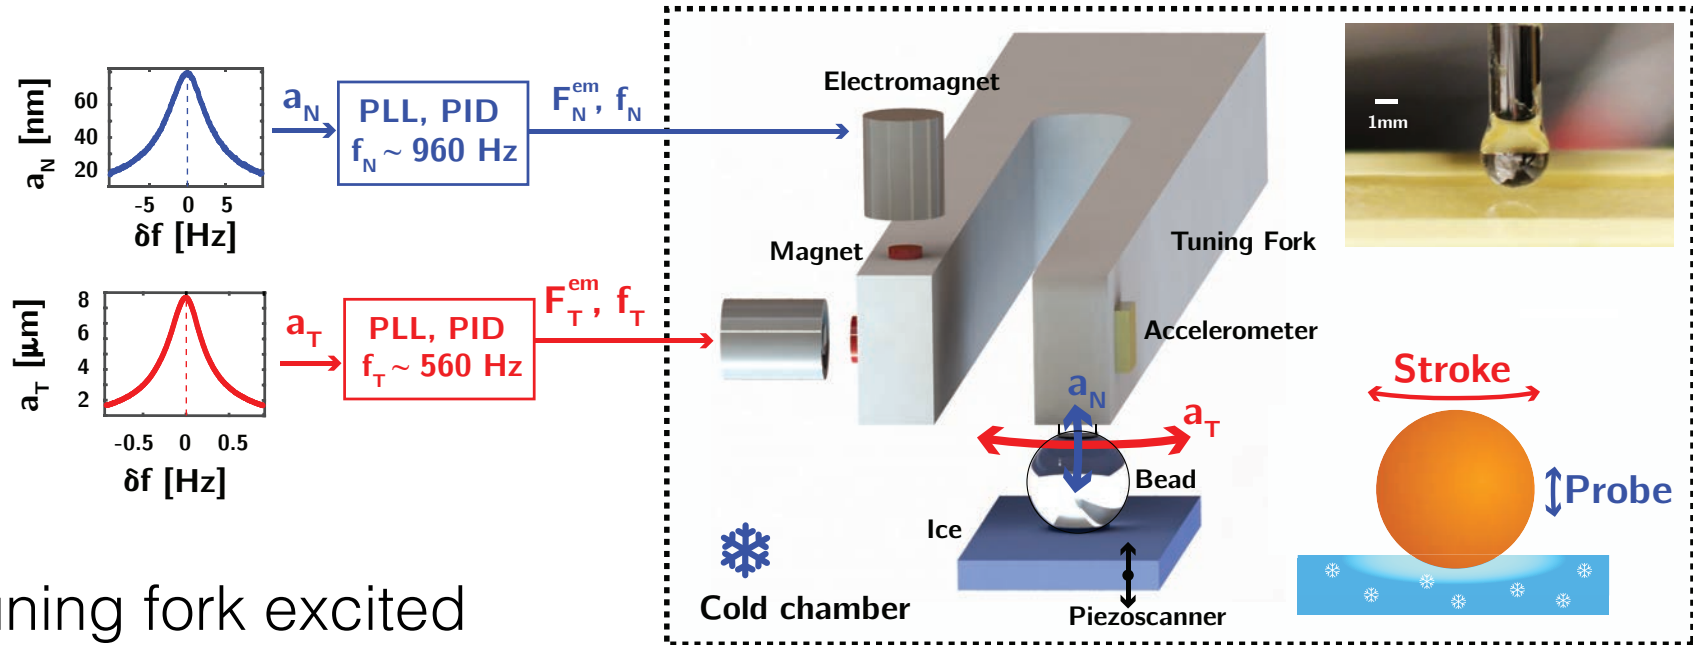 a_N [nm]
60
40
20
-5 0 5
δf [Hz]
a_N
PLL, PID
f_N ~ 960 Hz
F_N^em, f_N
a_T [μm]
8
6
4
2
-0.5 0 0.5
δf [Hz]
a_T
PLL, PID
f_T ~ 560 Hz
F_T^em, f_T
Electromagnet
Magnet
Tuning Fork
Accelerometer
a_N
a_T
Bead
Ice
Cold chamber
Piezoscanner
1mm
Stroke
Probe
uning fork excited